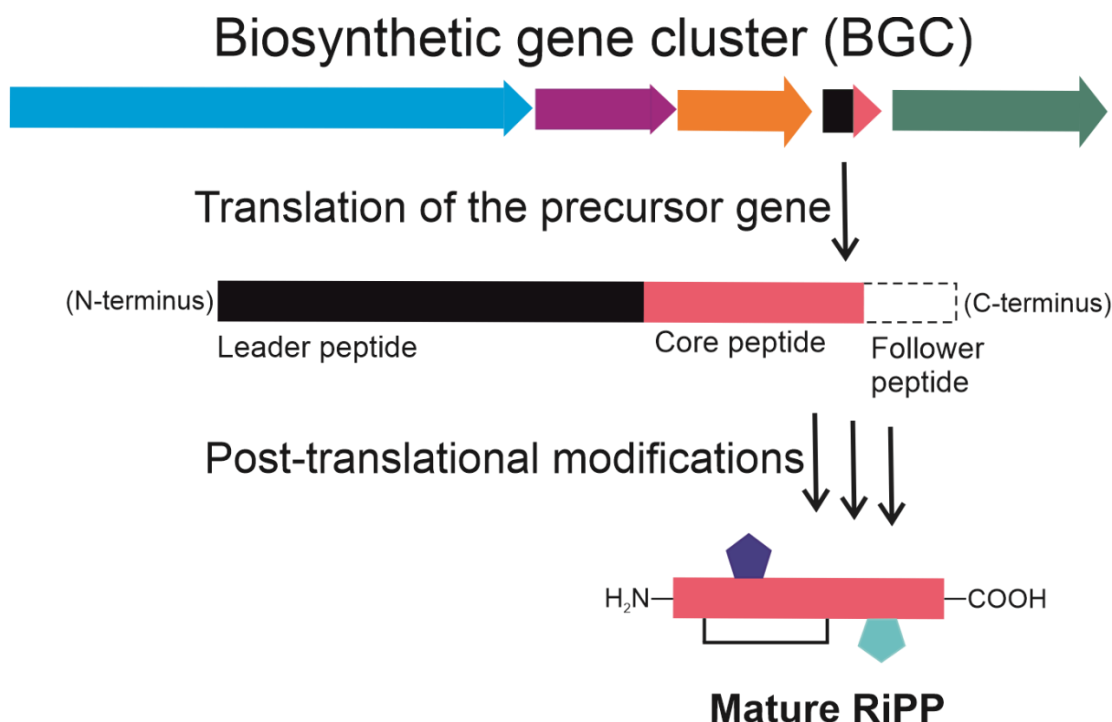 Biosynthetic gene cluster (BGC)
Translation of the precursor gene
(N-terminus)
(C-terminus)
Leader peptide
Core peptide
Follower
peptide
Post-translational modifications
H₂N
COOH
Mature RiPP